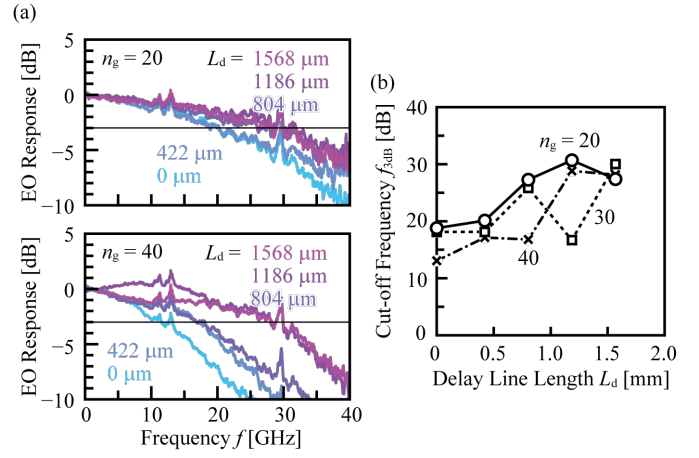 (a)
5
0
−5
−10
EO Response [dB]
n_g = 20
L_d = 1568 μm
1186 μm
804 μm
422 μm
0 μm
5
0
−5
−10
EO Response [dB]
n_g = 40
L_d = 1568 μm
1186 μm
804 μm
422 μm
0 μm
0 10 20 30 40
Frequency f [GHz]
(b)
40
30
20
10
0
Cut-off Frequency f_3dB [dB]
n_g = 20
30
40
0 0.5 1.0 1.5 2.0
Delay Line Length L_d [mm]